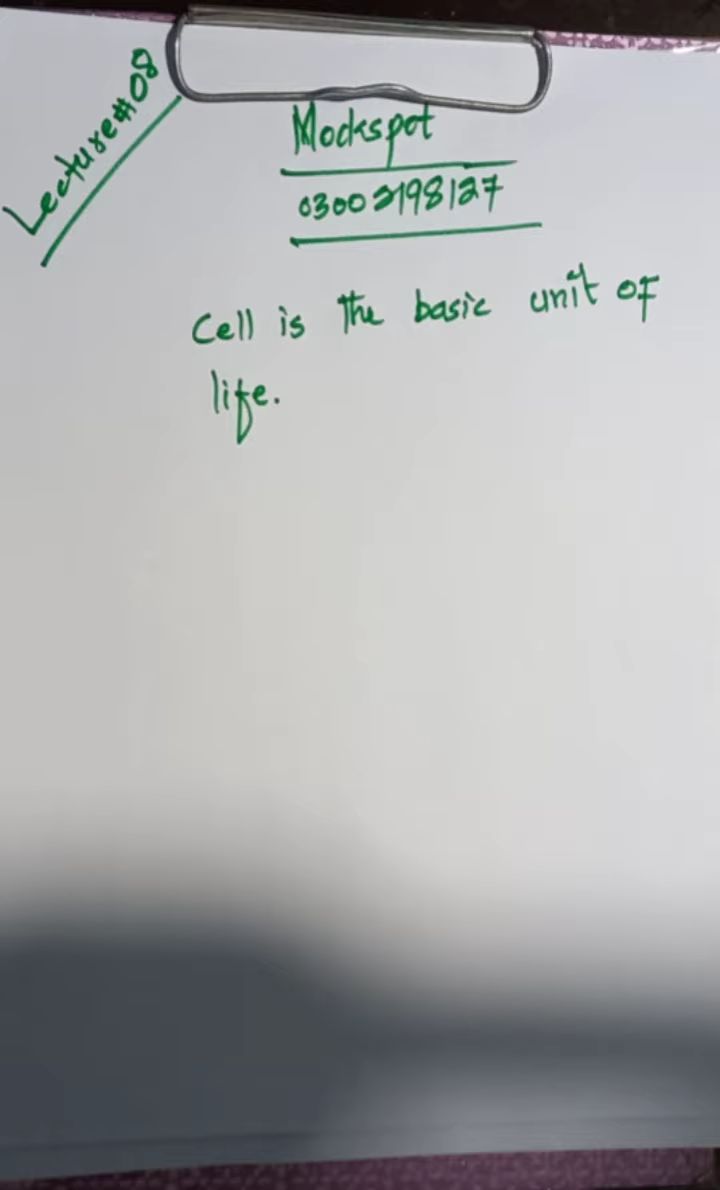 Lecture#08
Mockspot
03002198127
Cell is the basic unit of
life.